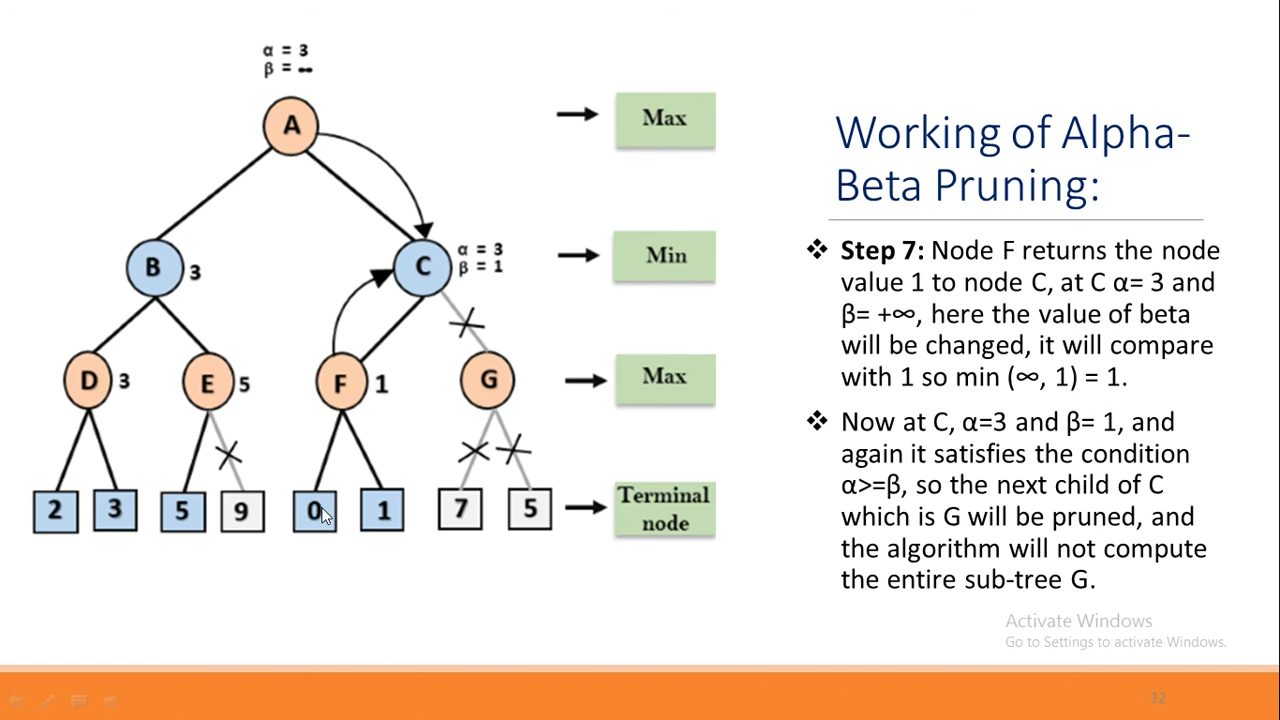 α = 3
β = -∞
A
Max
B
3
C
α = 3
β = 1
Min
D
3
E
5
F
1
G
Max
2
3
5
9
0
1
7
5
Terminal
node
Working of Alpha-
Beta Pruning:
❖ Step 7: Node F returns the node
value 1 to node C, at C α= 3 and
β= +∞, here the value of beta
will be changed, it will compare
with 1 so min (∞, 1) = 1.
❖ Now at C, α=3 and β= 1, and
again it satisfies the condition
α>=β, so the next child of C
which is G will be pruned, and
the algorithm will not compute
the entire sub-tree G.
Activate Windows
Go to Settings to activate Windows.
32